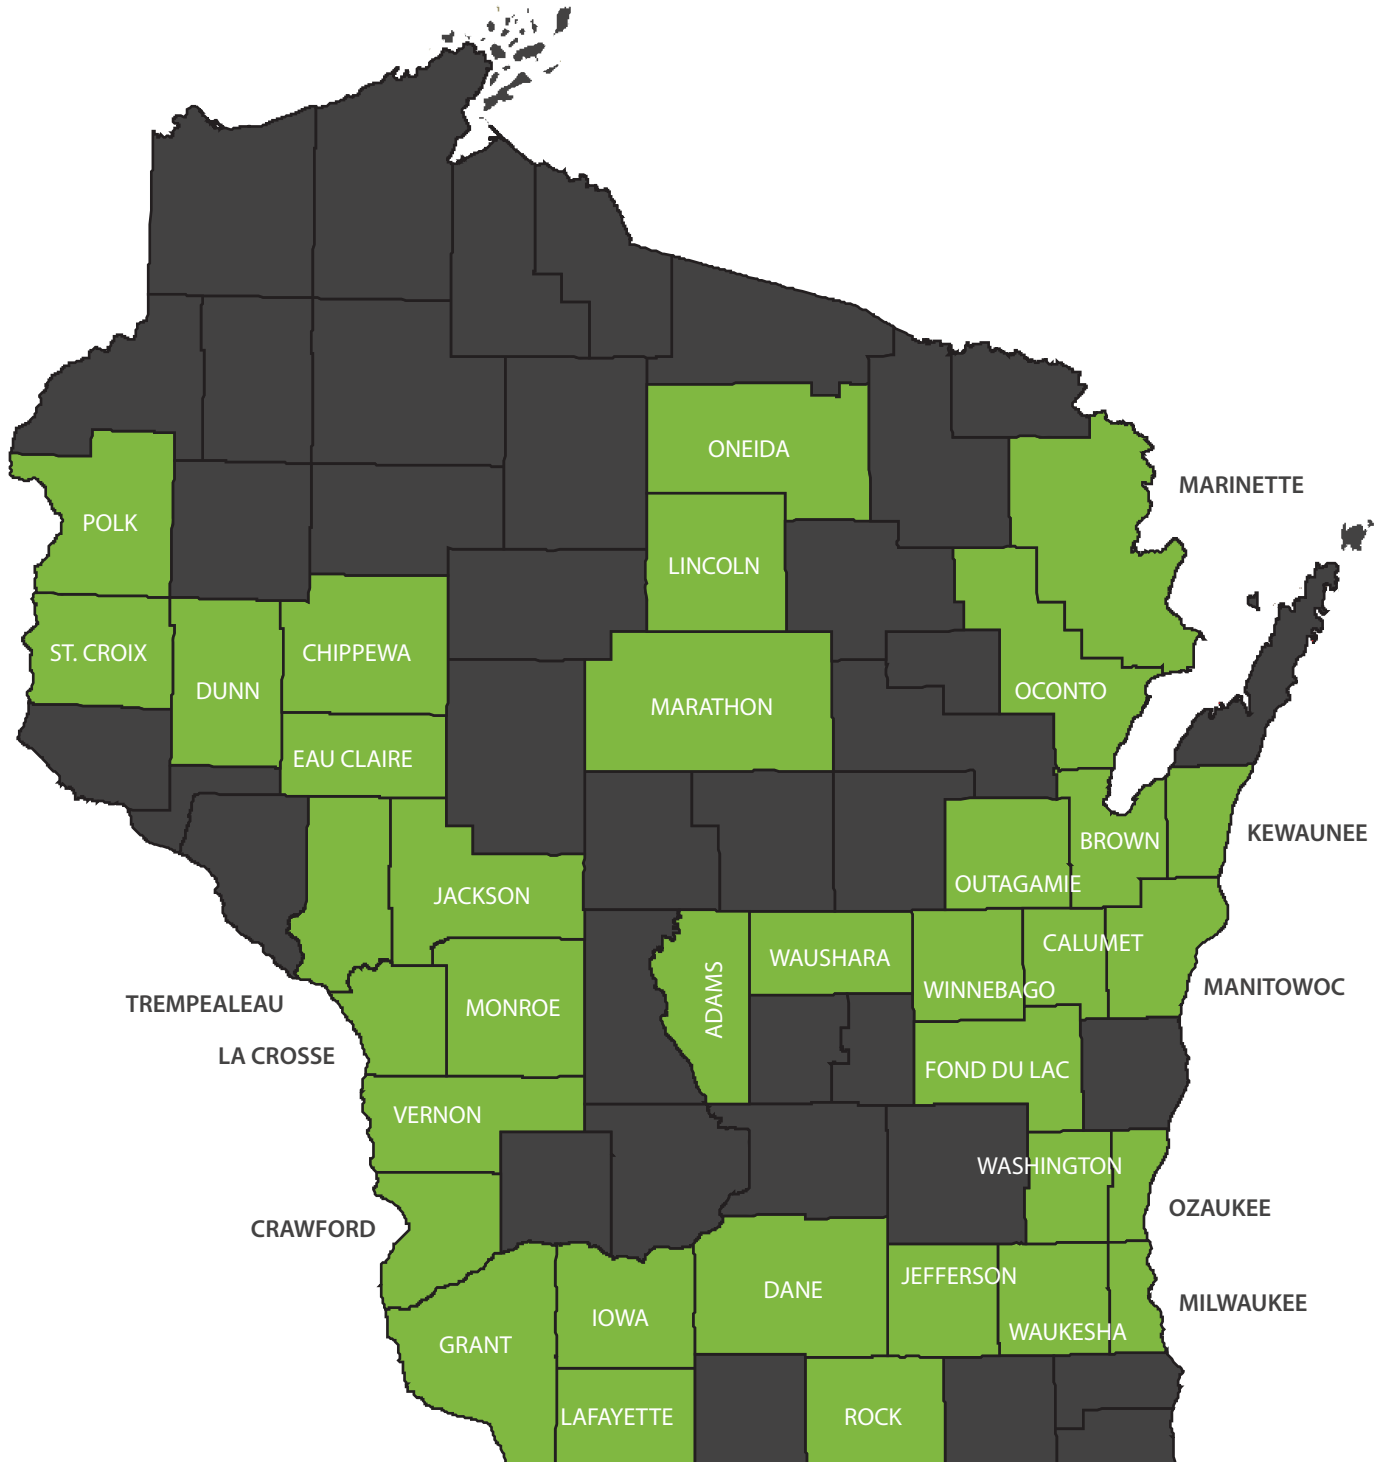 ONEIDA
MARINETTE
POLK
LINCOLN
ST. CROIX
CHIPPEWA
DUNN
OCONTO
MARATHON
EAU CLAIRE
KEWAUNEE
BROWN
OUTAGAMIE
JACKSON
CALUMET
WAUSHARA
MANITOWOC
WINNEBAGO
ADAMS
TREMPEALEAU
MONROE
LA CROSSE
FOND DU LAC
VERNON
WASHINGTON
OZAUKEE
CRAWFORD
JEFFERSON
DANE
MILWAUKEE
IOWA
WAUKESHA
GRANT
LAFAYETTE
ROCK